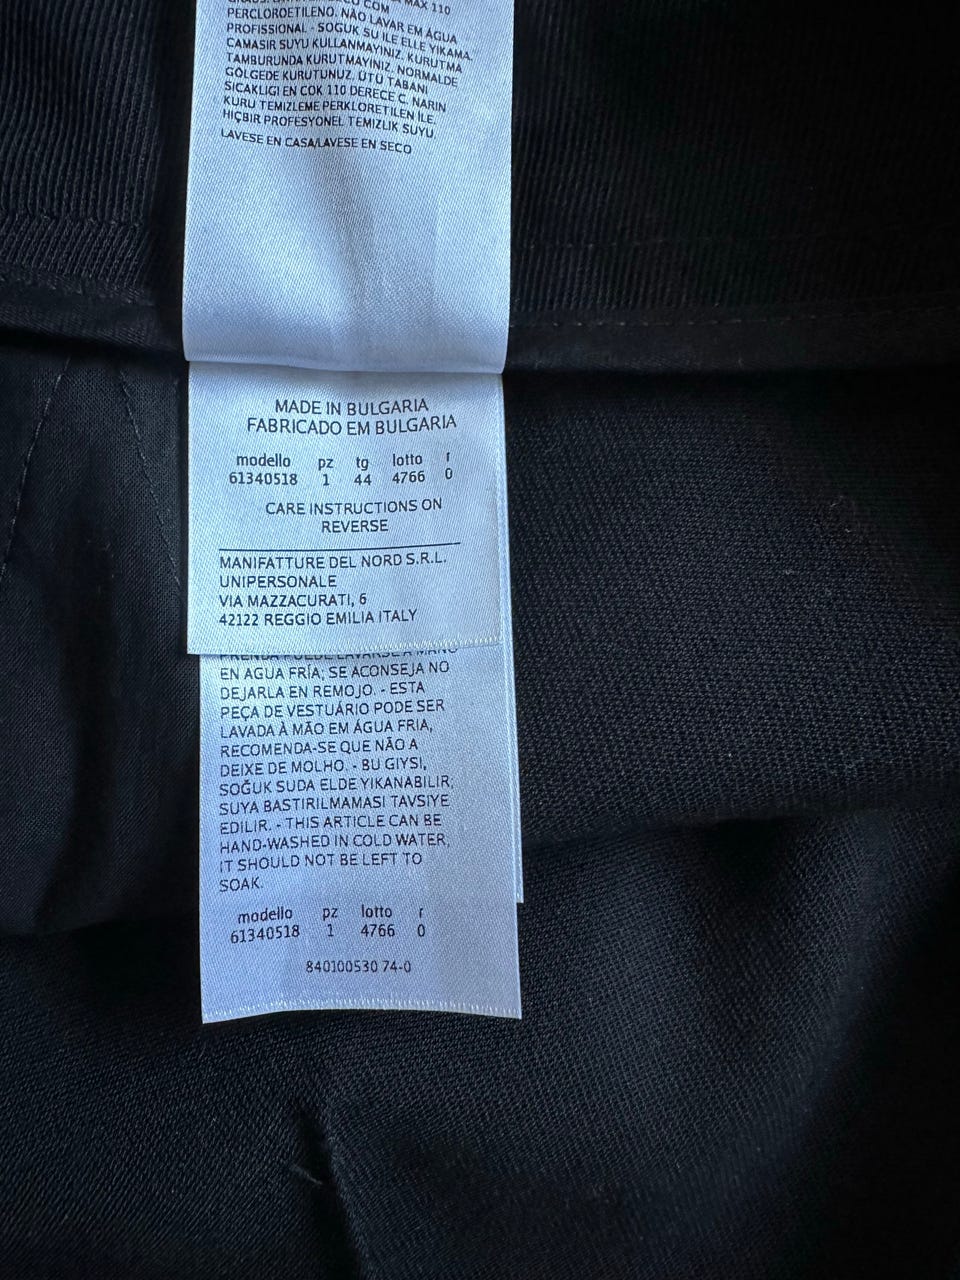 MAX 110
COM
PERCLOROETILENO. NÃO LAVAR EM ÁGUA
PROFISSIONAL - SOGUK SU ILE ELLE YIKAMA.
CAMASIR SUYU KULLANMAYINIZ. KURUTMA
TAMBURUNDA KURUTMAYINIZ. NORMALDE
GÖLGEDE KURUTUNUZ. ÜTÜ TABANI
SICAKLIGI EN COK 110 DERECE C. NARIN
KURU TEMIZLEME PERKLORETILEN ILE.
HIÇBIR PROFESYONEL TEMIZLIK SUYU.
LAVESE EN CASA/LAVESE EN SECO
MADE IN BULGARIA
FABRICADO EM BULGARIA
modello pz tg lotto r
61340518 1 44 4766 0
CARE INSTRUCTIONS ON
REVERSE
MANIFATTURE DEL NORD S.R.L.
UNIPERSONALE
VIA MAZZACURATI, 6
42122 REGGIO EMILIA ITALY
PRENDA PUEDE LAVARSE A MANO
EN AGUA FRÍA; SE ACONSEJA NO
DEJARLA EN REMOJO. - ESTA
PEÇA DE VESTUÁRIO PODE SER
LAVADA À MÃO EM ÁGUA FRIA,
RECOMENDA-SE QUE NÃO A
DEIXE DE MOLHO. - BU GIYSI,
SOĞUK SUDA ELDE YIKANABILIR,
SUYA BASTIRILMAMASI TAVSIYE
EDILIR. - THIS ARTICLE CAN BE
HAND-WASHED IN COLD WATER,
IT SHOULD NOT BE LEFT TO
SOAK.
modello pz lotto r
61340518 1 4766 0
840100530 74-0